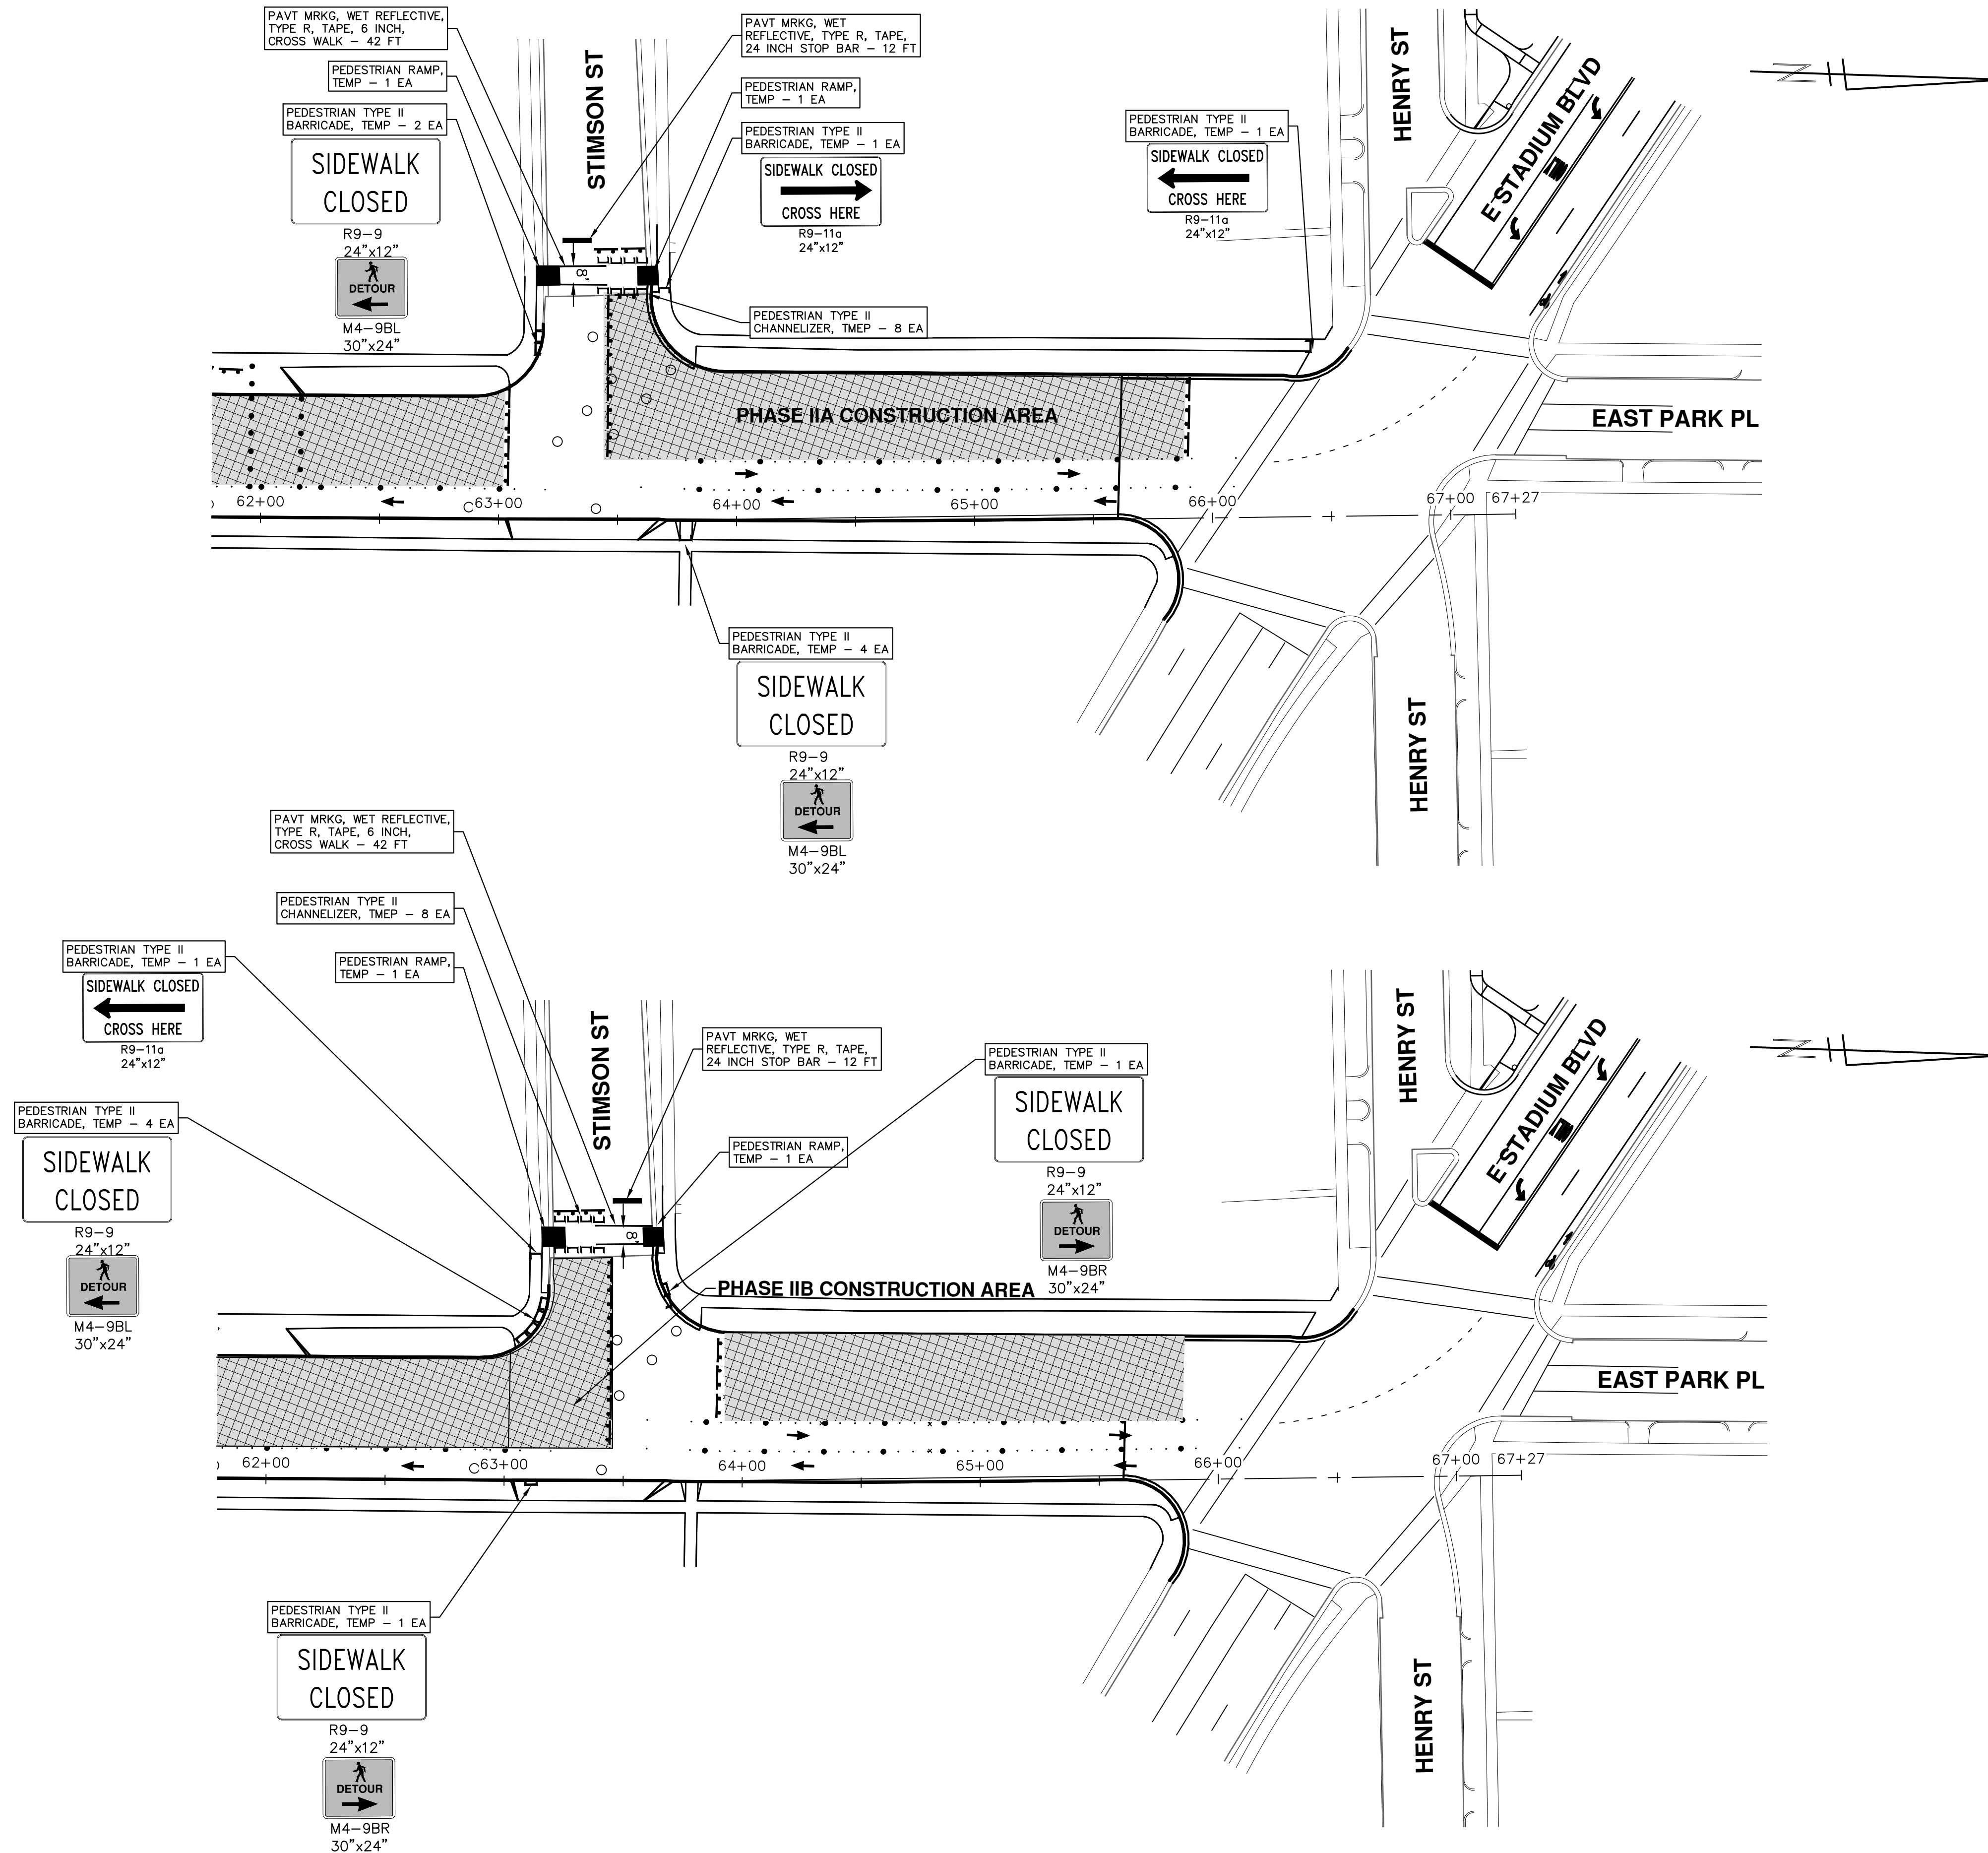 PAVT MRKG, WET REFLECTIVE,
TYPE R, TAPE, 6 INCH,
CROSS WALK – 42 FT
PEDESTRIAN RAMP,
TEMP – 1 EA
PEDESTRIAN TYPE II
BARRICADE, TEMP – 2 EA
SIDEWALK
CLOSED
R9–9
24"x12"
DETOUR
M4–9BL
30"x24"
STIMSON ST
PAVT MRKG, WET
REFLECTIVE, TYPE R, TAPE,
24 INCH STOP BAR – 12 FT
PEDESTRIAN RAMP,
TEMP – 1 EA
PEDESTRIAN TYPE II
BARRICADE, TEMP – 1 EA
SIDEWALK CLOSED
CROSS HERE
R9–11a
24"x12"
8'
PEDESTRIAN TYPE II
CHANNELIZER, TMEP – 8 EA
PEDESTRIAN TYPE II
BARRICADE, TEMP – 1 EA
SIDEWALK CLOSED
CROSS HERE
R9–11a
24"x12"
HENRY ST
E STADIUM BLVD
N
PHASE IIA CONSTRUCTION AREA
EAST PARK PL
62+00
C
63+00
64+00
65+00
66+00
67+00
67+27
PEDESTRIAN TYPE II
BARRICADE, TEMP – 4 EA
SIDEWALK
CLOSED
R9–9
24"x12"
DETOUR
M4–9BL
30"x24"
HENRY ST
PAVT MRKG, WET REFLECTIVE,
TYPE R, TAPE, 6 INCH,
CROSS WALK – 42 FT
PEDESTRIAN TYPE II
CHANNELIZER, TMEP – 8 EA
PEDESTRIAN TYPE II
BARRICADE, TEMP – 1 EA
SIDEWALK CLOSED
CROSS HERE
R9–11a
24"x12"
PEDESTRIAN RAMP,
TEMP – 1 EA
PEDESTRIAN TYPE II
BARRICADE, TEMP – 4 EA
SIDEWALK
CLOSED
R9–9
24"x12"
DETOUR
M4–9BL
30"x24"
STIMSON ST
PAVT MRKG, WET
REFLECTIVE, TYPE R, TAPE,
24 INCH STOP BAR – 12 FT
PEDESTRIAN RAMP,
TEMP – 1 EA
8'
PEDESTRIAN TYPE II
BARRICADE, TEMP – 1 EA
SIDEWALK
CLOSED
R9–9
24"x12"
DETOUR
M4–9BR
30"x24"
HENRY ST
E STADIUM BLVD
N
PHASE IIB CONSTRUCTION AREA
EAST PARK PL
62+00
C
63+00
64+00
65+00
66+00
67+00
67+27
PEDESTRIAN TYPE II
BARRICADE, TEMP – 1 EA
SIDEWALK
CLOSED
R9–9
24"x12"
DETOUR
M4–9BR
30"x24"
HENRY ST